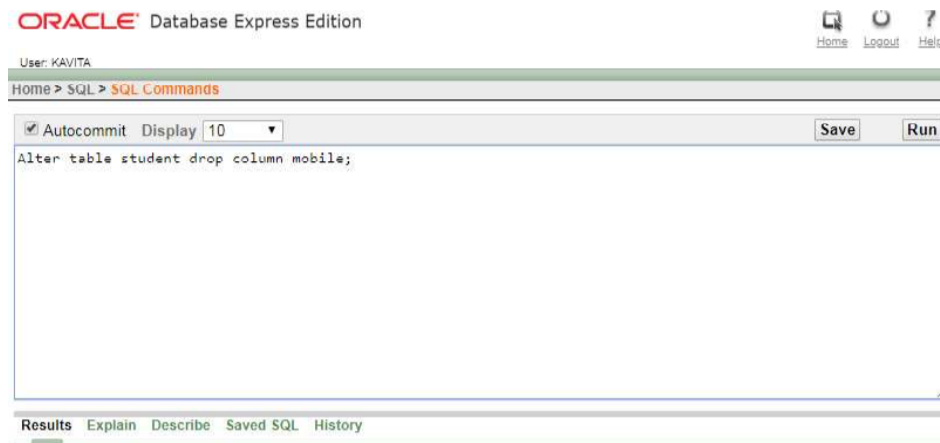 ORACLE Database Express Edition
Home Logout Help
User: KAVITA
Home > SQL > SQL Commands
Autocommit Display 10 Save Run
Alter table student drop column mobile;
Results Explain Describe Saved SQL History